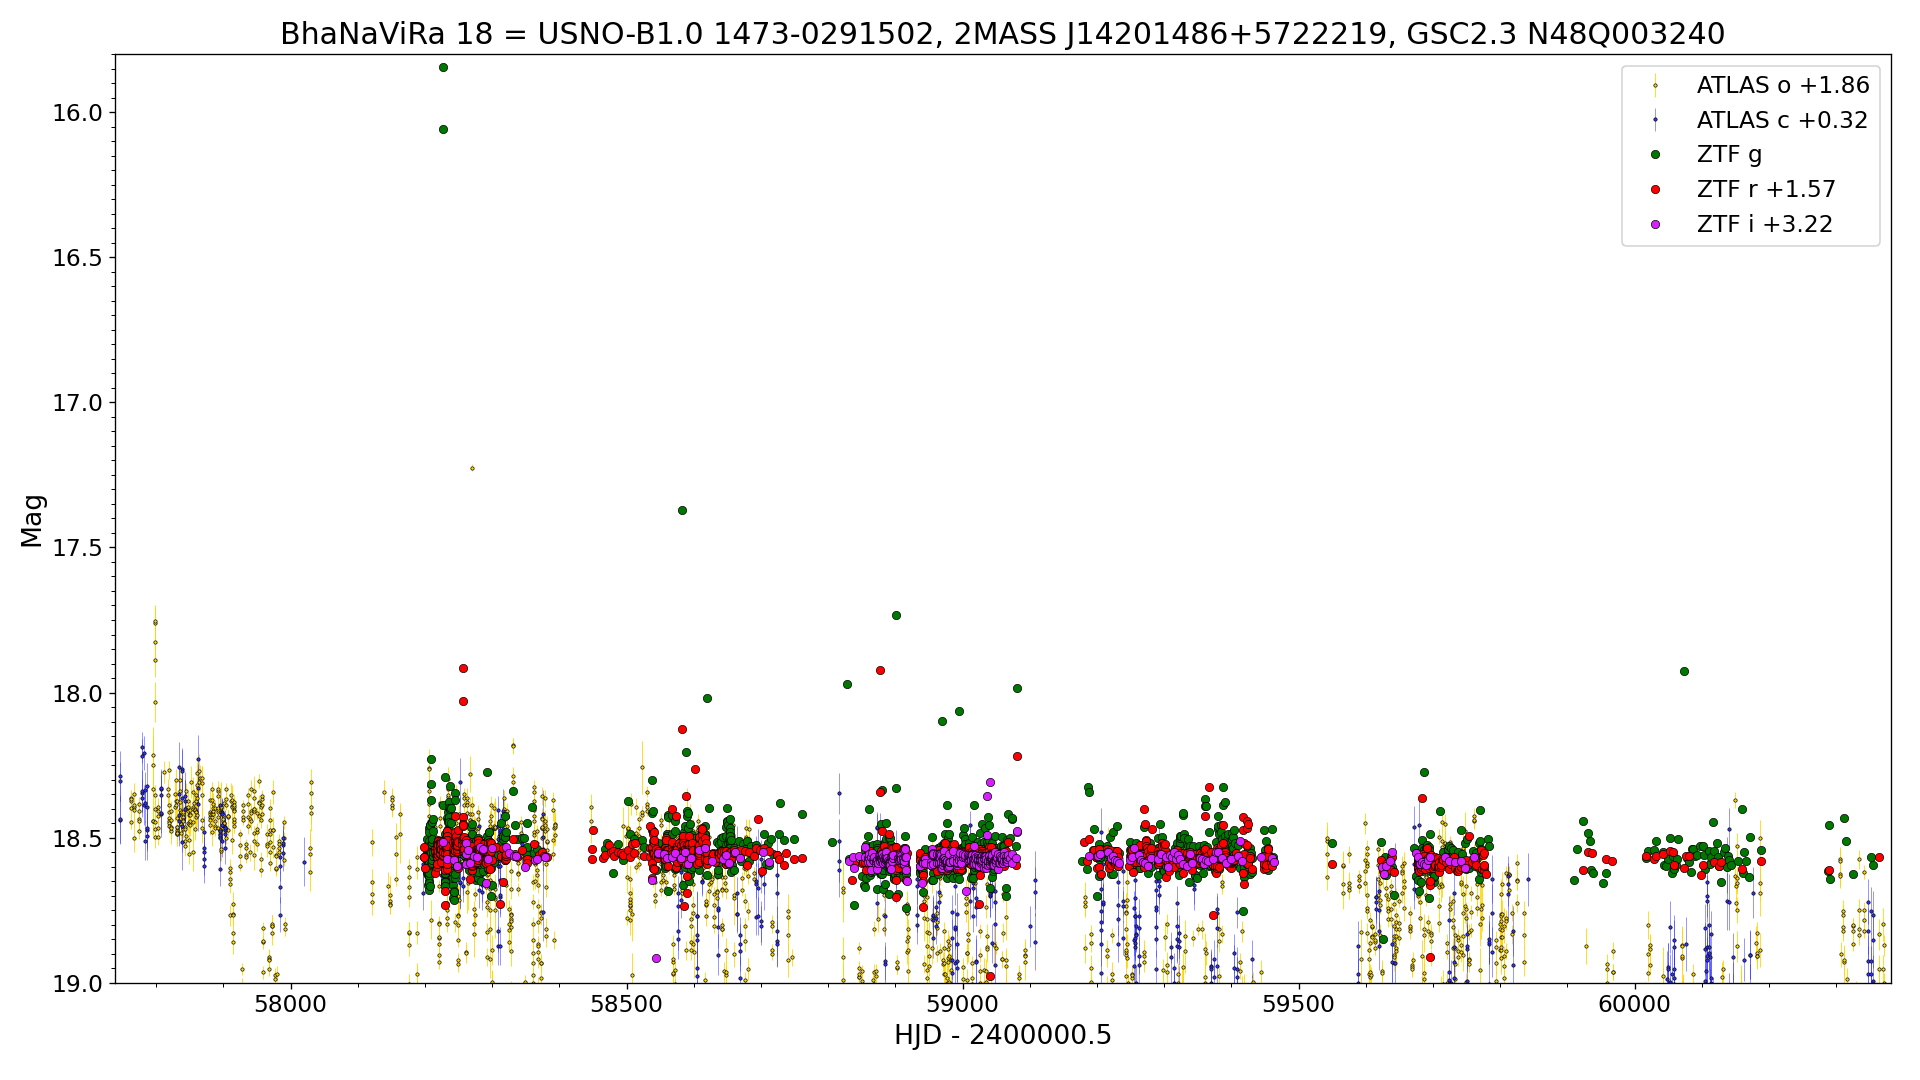 BhaNaViRa 18 = USNO-B1.0 1473-0291502, 2MASS J14201486+5722219, GSC2.3 N48Q003240
ATLAS o +1.86
ATLAS c +0.32
ZTF g
ZTF r +1.57
ZTF i +3.22
Mag
16.0
16.5
17.0
17.5
18.0
18.5
19.0
58000 58500 59000 59500 60000
HJD - 2400000.5